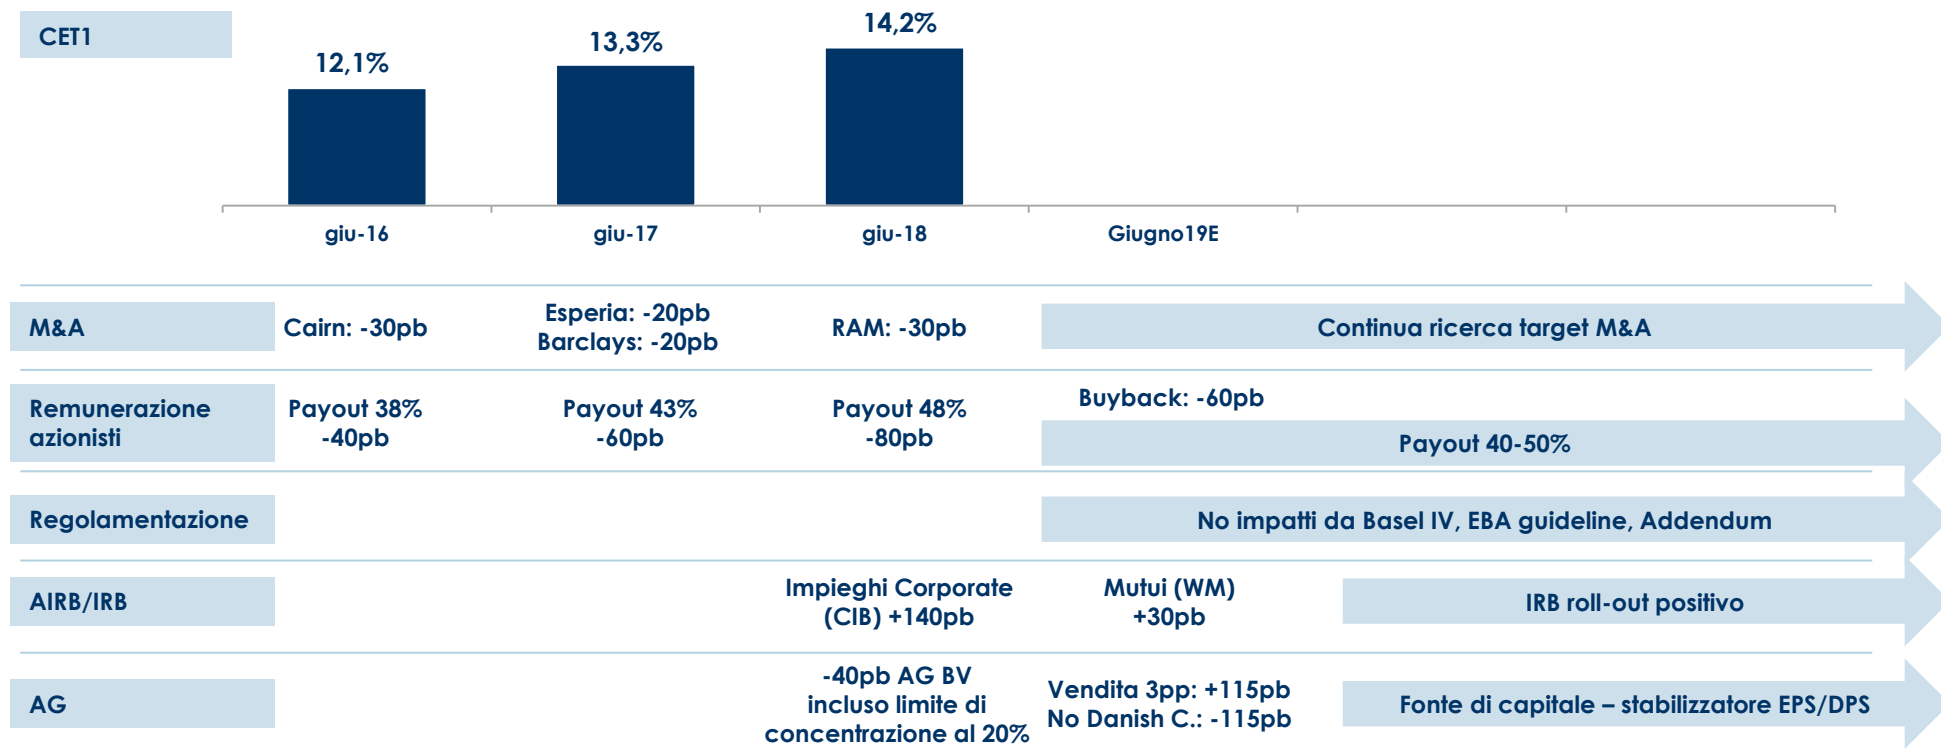 CET1
12,1%
13,3%
14,2%
giu-16
giu-17
giu-18
Giugno19E
M&A
Cairn: -30pb
Esperia: -20pb
Barclays: -20pb
RAM: -30pb
Continua ricerca target M&A
Remunerazione
azionisti
Payout 38%
-40pb
Payout 43%
-60pb
Payout 48%
-80pb
Buyback: -60pb
Payout 40-50%
Regolamentazione
No impatti da Basel IV, EBA guideline, Addendum
AIRB/IRB
Impieghi Corporate
(CIB) +140pb
Mutui (WM)
+30pb
IRB roll-out positivo
AG
-40pb AG BV
incluso limite di
concentrazione al 20%
Vendita 3pp: +115pb
No Danish C.: -115pb
Fonte di capitale – stabilizzatore EPS/DPS